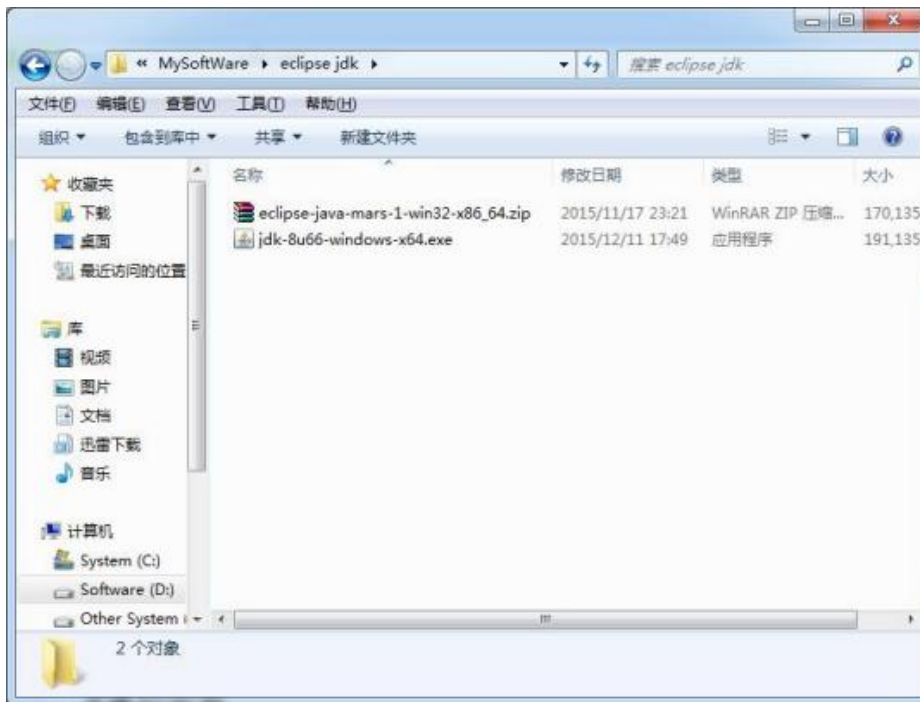 « MySoftWare ▸ eclipse jdk ▸ 搜索 eclipse jdk
文件(F) 编辑(E) 查看(V) 工具(T) 帮助(H)
组织 包含到库中 共享 新建文件夹
名称 修改日期 类型 大小
eclipse-java-mars-1-win32-x86_64.zip 2015/11/17 23:21 WinRAR ZIP 压缩... 170,135
jdk-8u66-windows-x64.exe 2015/12/11 17:49 应用程序 191,135
收藏夹
下载
桌面
最近访问的位置
库
视频
图片
文档
迅雷下载
音乐
计算机
System (C:)
Software (D:)
Other System
2 个对象